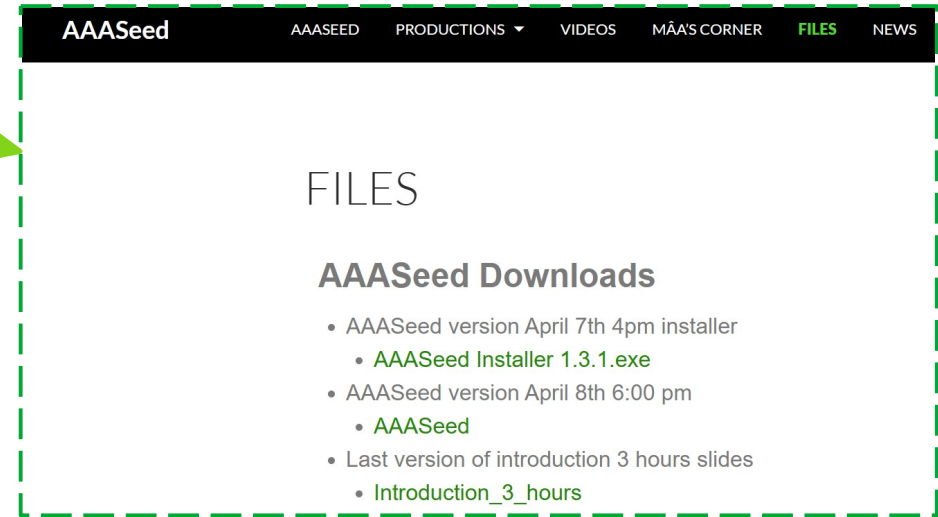 AAASeed AAASEED PRODUCTIONS VIDEOS MÂA'S CORNER FILES NEWS
FILES
AAASeed Downloads
AAASeed version April 7th 4pm installer
AAASeed Installer 1.3.1.exe
AAASeed version April 8th 6:00 pm
AAASeed
Last version of introduction 3 hours slides
Introduction_3_hours